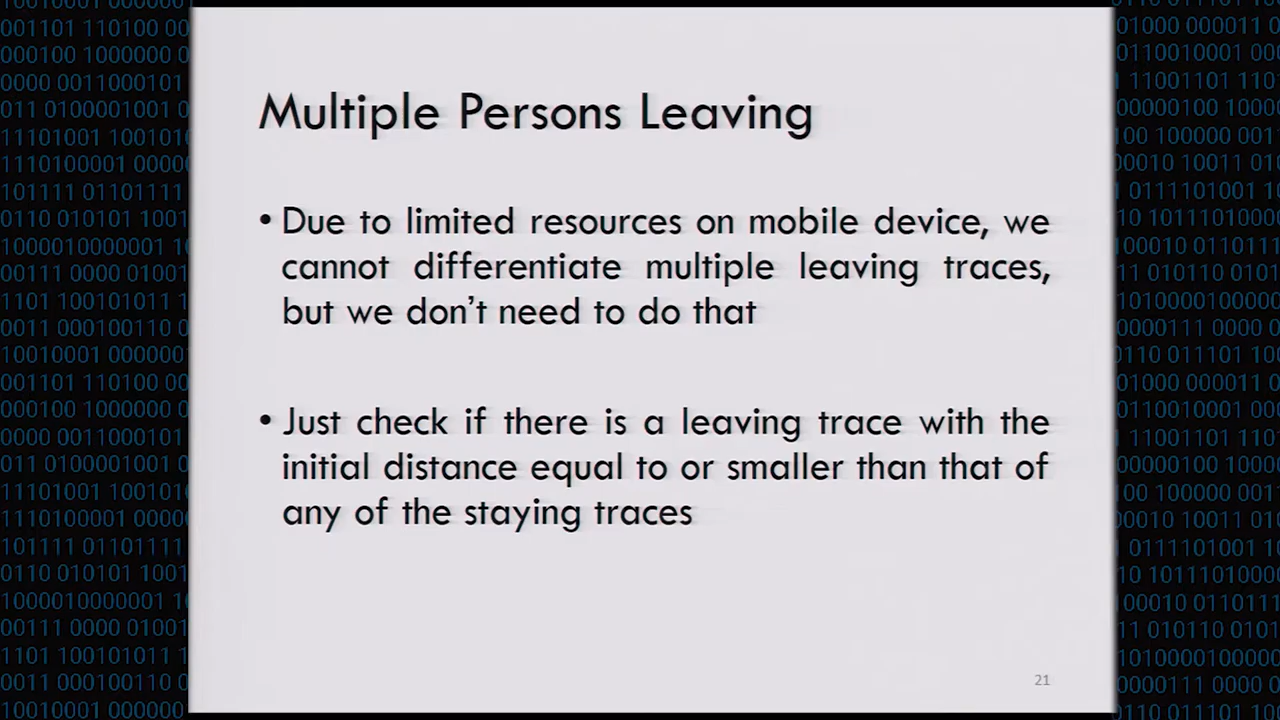 Multiple Persons Leaving
• Due to limited resources on mobile device, we
cannot differentiate multiple leaving traces,
but we don't need to do that
• Just check if there is a leaving trace with the
initial distance equal to or smaller than that of
any of the staying traces
21